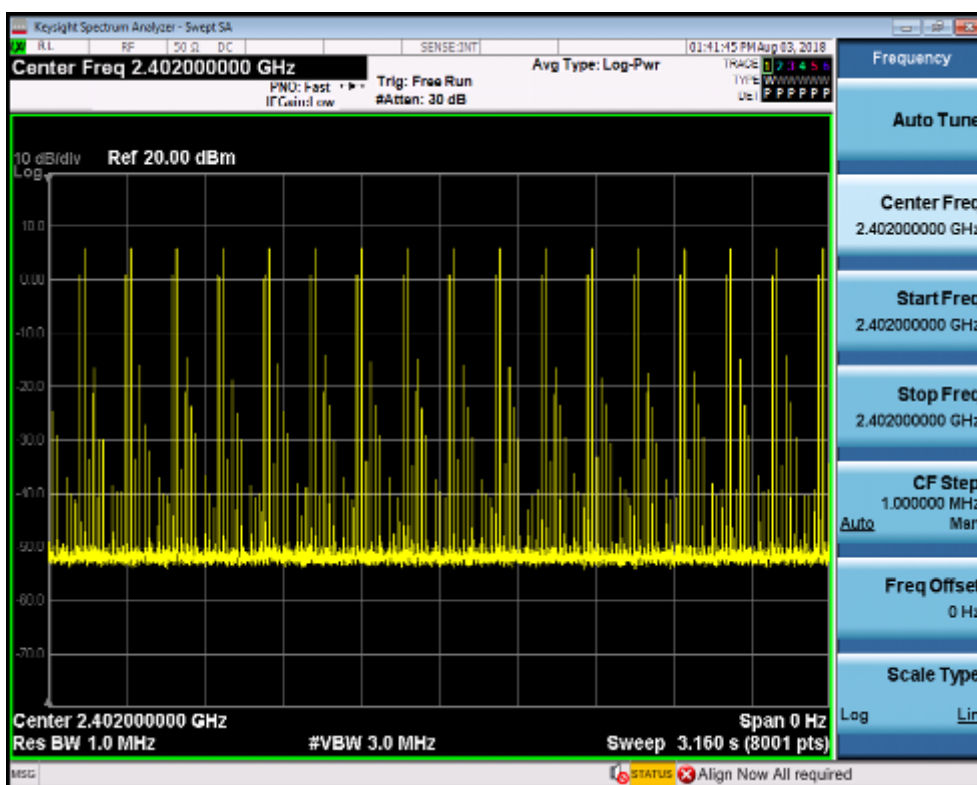 Keysight Spectrum Analyzer - Swept SA
RL RF 50 Ω DC SENSE:INT 01:41:45 PM Aug 03, 2018
Center Freq 2.402000000 GHz
PNO: Fast
IFGain:Low
Trig: Free Run
#Atten: 30 dB
Avg Type: Log-Pwr
TRACE 1 2 3 4 5 6
TYPE W W W W W W
DET P P P P P P
10 dB/div Ref 20.00 dBm
Log
10.0
0.00
-10.0
-20.0
-30.0
-40.0
-50.0
-60.0
-70.0
Center 2.402000000 GHz Span 0 Hz
Res BW 1.0 MHz #VBW 3.0 MHz Sweep 3.160 s (8001 pts)
MSG STATUS Align Now All required
Frequency
Auto Tune
Center Freq
2.402000000 GHz
Start Freq
2.402000000 GHz
Stop Freq
2.402000000 GHz
CF Step
1.000000 MHz
Auto Man
Freq Offset
0 Hz
Scale Type
Log Lin